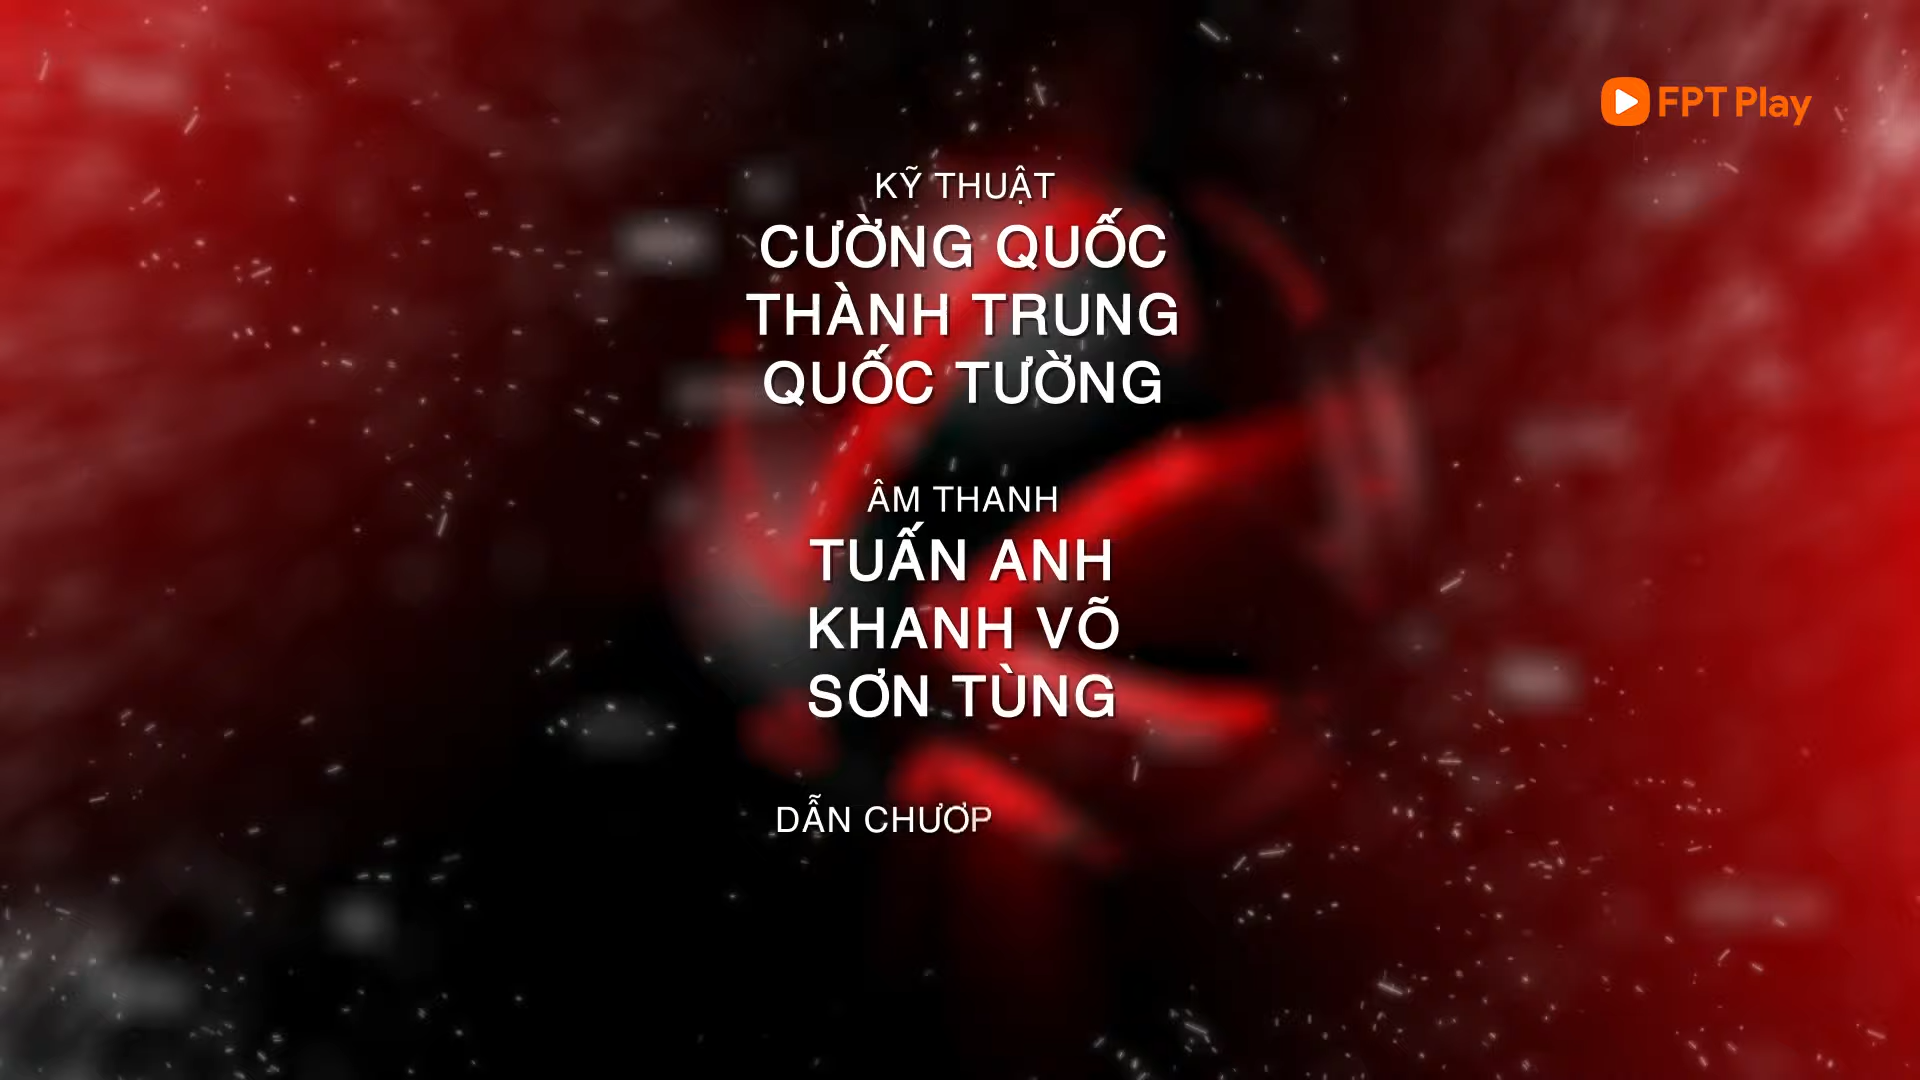 FPT Play
KỸ THUẬT
CƯỜNG QUỐC
THÀNH TRUNG
QUỐC TƯỜNG
ÂM THANH
TUẤN ANH
KHANH VÕ
SƠN TÙNG
DẪN CHƯƠP